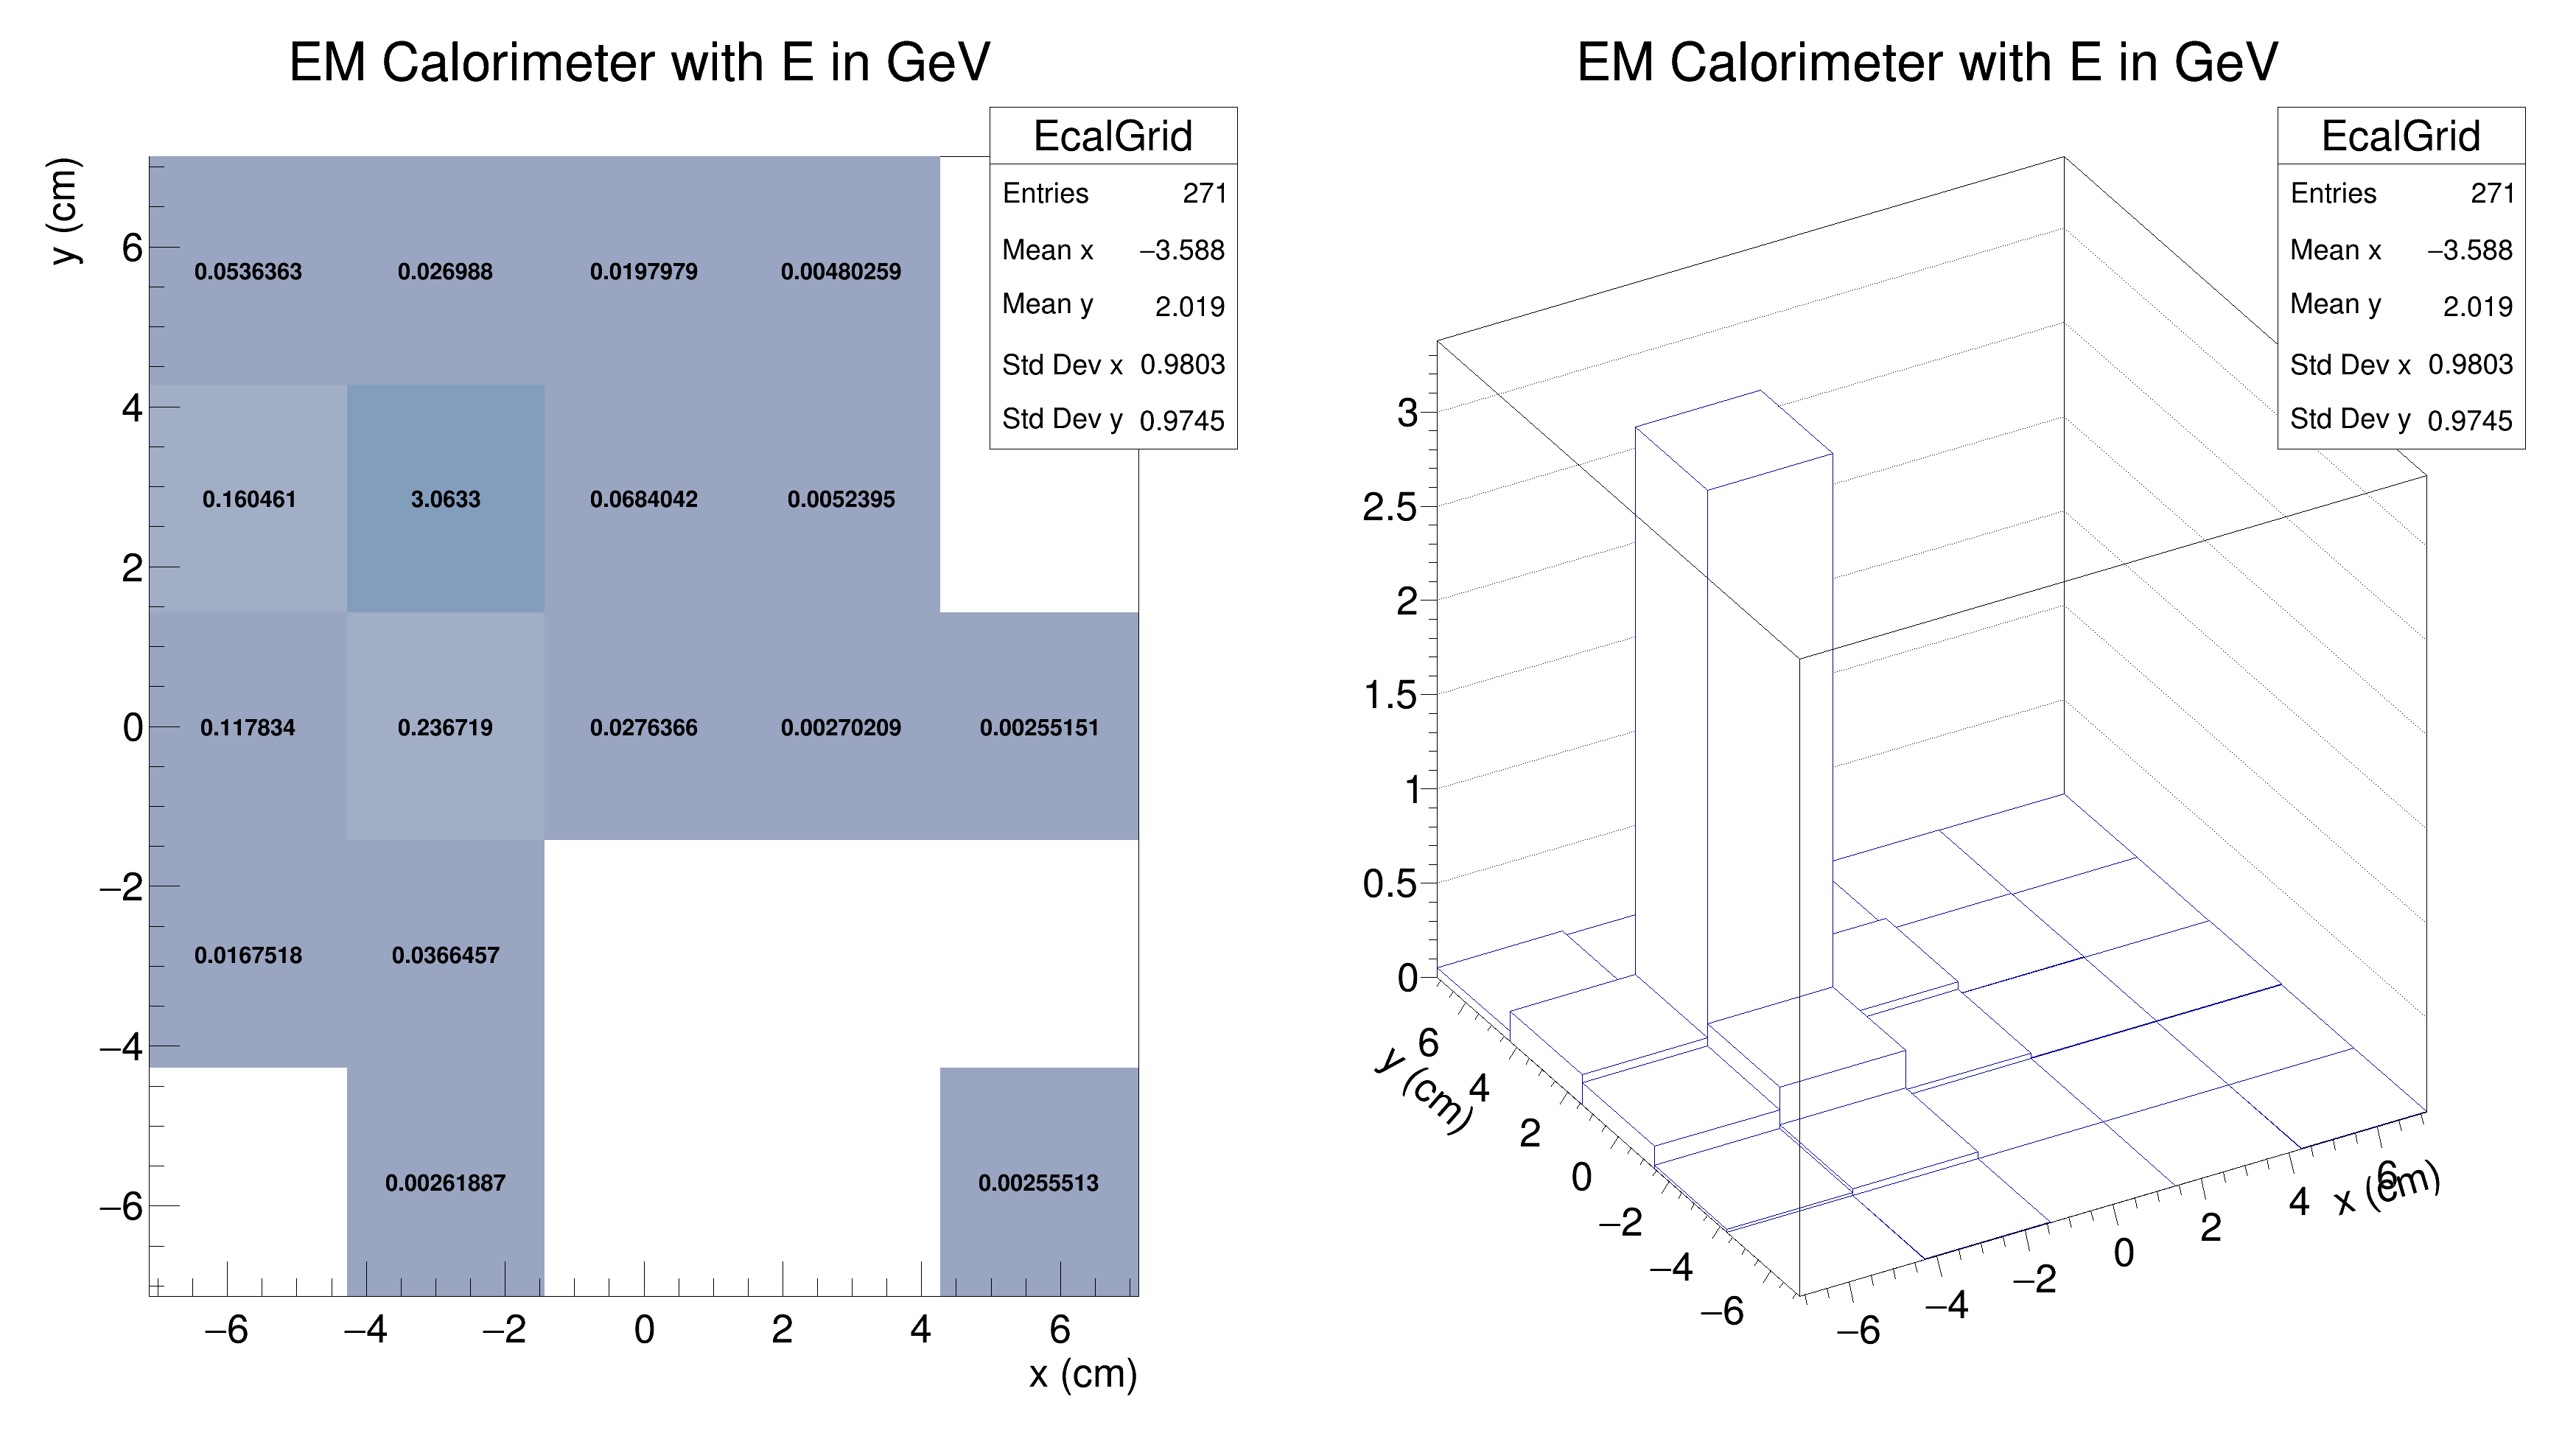 EM Calorimeter with E in GeV
EcalGrid
Entries 271
Mean x −3.588
Mean y 2.019
Std Dev x 0.9803
Std Dev y 0.9745
y (cm)
6
4
2
0
−2
−4
−6
0.0536363 0.026988 0.0197979 0.00480259
0.160461 3.0633 0.0684042 0.0052395
0.117834 0.236719 0.0276366 0.00270209 0.00255151
0.0167518 0.0366457
0.00261887 0.00255513
−6 −4 −2 0 2 4 6
x (cm)
EM Calorimeter with E in GeV
EcalGrid
Entries 271
Mean x −3.588
Mean y 2.019
Std Dev x 0.9803
Std Dev y 0.9745
3
2.5
2
1.5
1
0.5
0
6
4
2
0
−2
−4
−6
y (cm)
−6
−4
−2
0
2
4
6
x (cm)